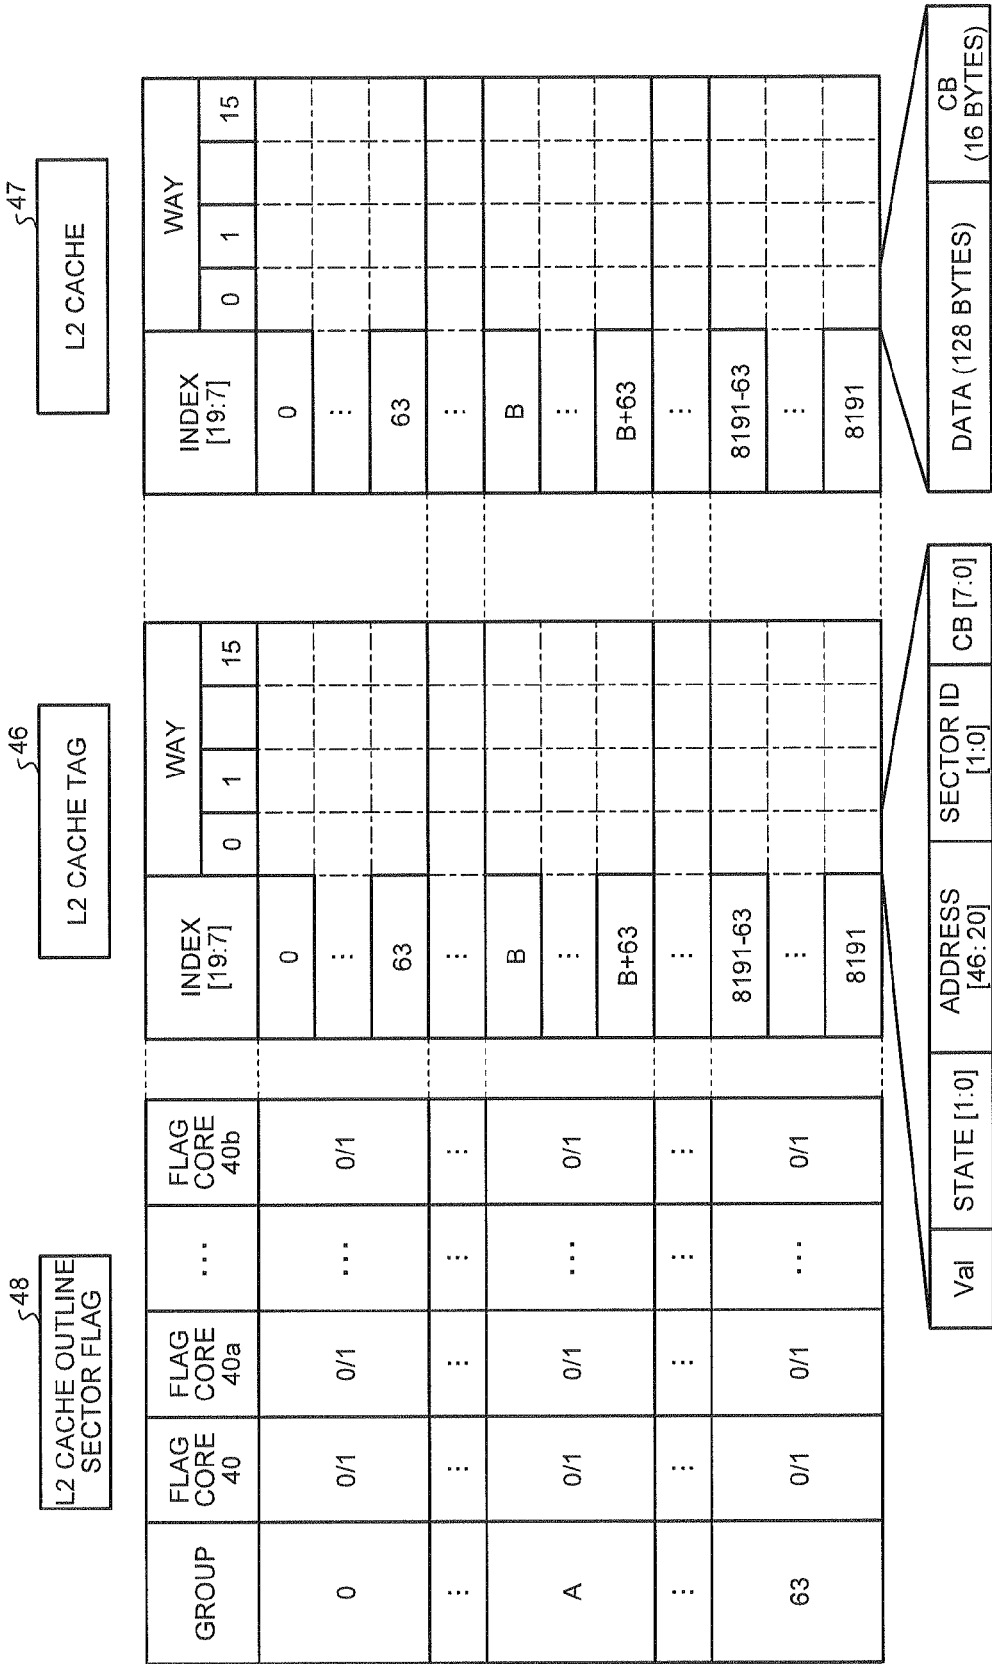 48
L2 CACHE OUTLINE
SECTOR FLAG
GROUP
FLAG
CORE
40
FLAG
CORE
40a
...
FLAG
CORE
40b
0
0/1
0/1
...
0/1
...
...
...
...
...
A
0/1
0/1
...
0/1
...
...
...
...
...
63
0/1
0/1
...
0/1
46
L2 CACHE TAG
INDEX
[19:7]
WAY
0
1
15
0
...
63
...
B
...
B+63
...
8191-63
...
8191
Val
STATE [1:0]
ADDRESS
[46:20]
SECTOR ID
[1:0]
CB [7:0]
47
L2 CACHE
INDEX
[19:7]
WAY
0
1
15
0
...
63
...
B
...
B+63
...
8191-63
...
8191
DATA (128 BYTES)
CB
(16 BYTES)